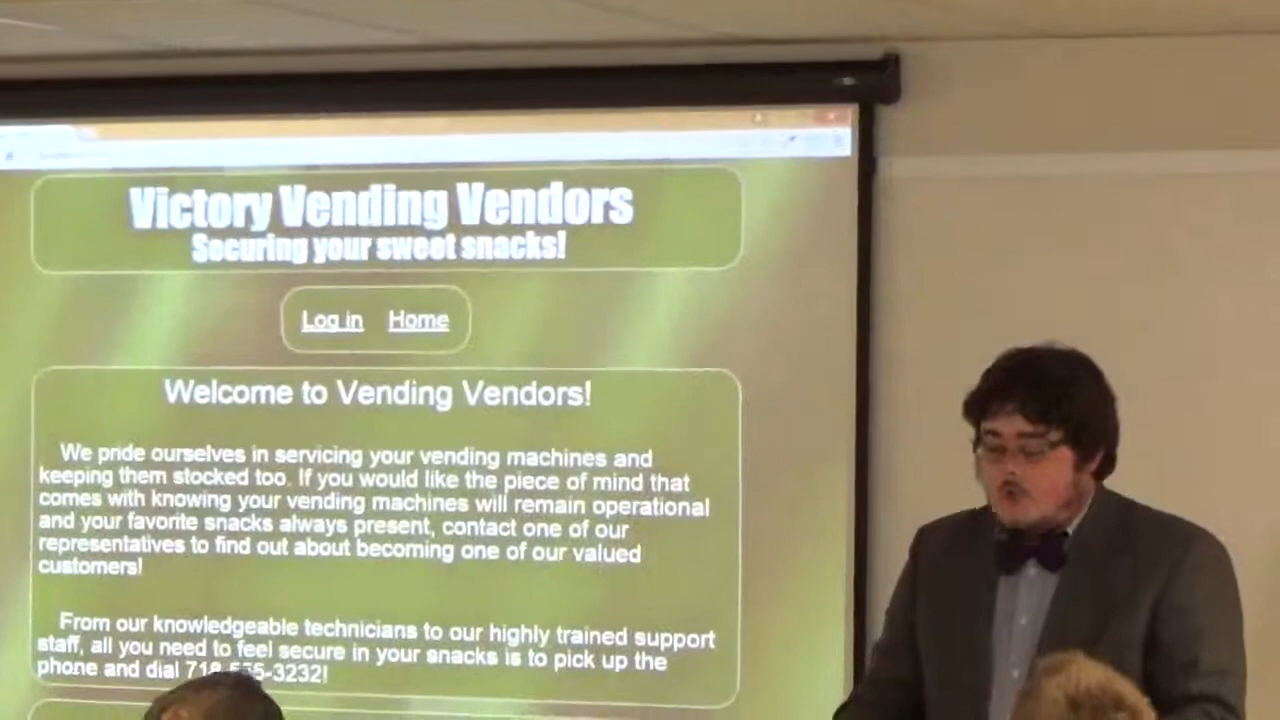 Victory Vending Vendors
Securing your sweet snacks!
Log in Home
Welcome to Vending Vendors!
We pride ourselves in servicing your vending machines and
keeping them stocked too. If you would like the piece of mind that
comes with knowing your vending machines will remain operational
and your favorite snacks always present, contact one of our
representatives to find out about becoming one of our valued
customers!
From our knowledgeable technicians to our highly trained support
staff, all you need to feel secure in your snacks is to pick up the
phone and dial 718-555-3232!